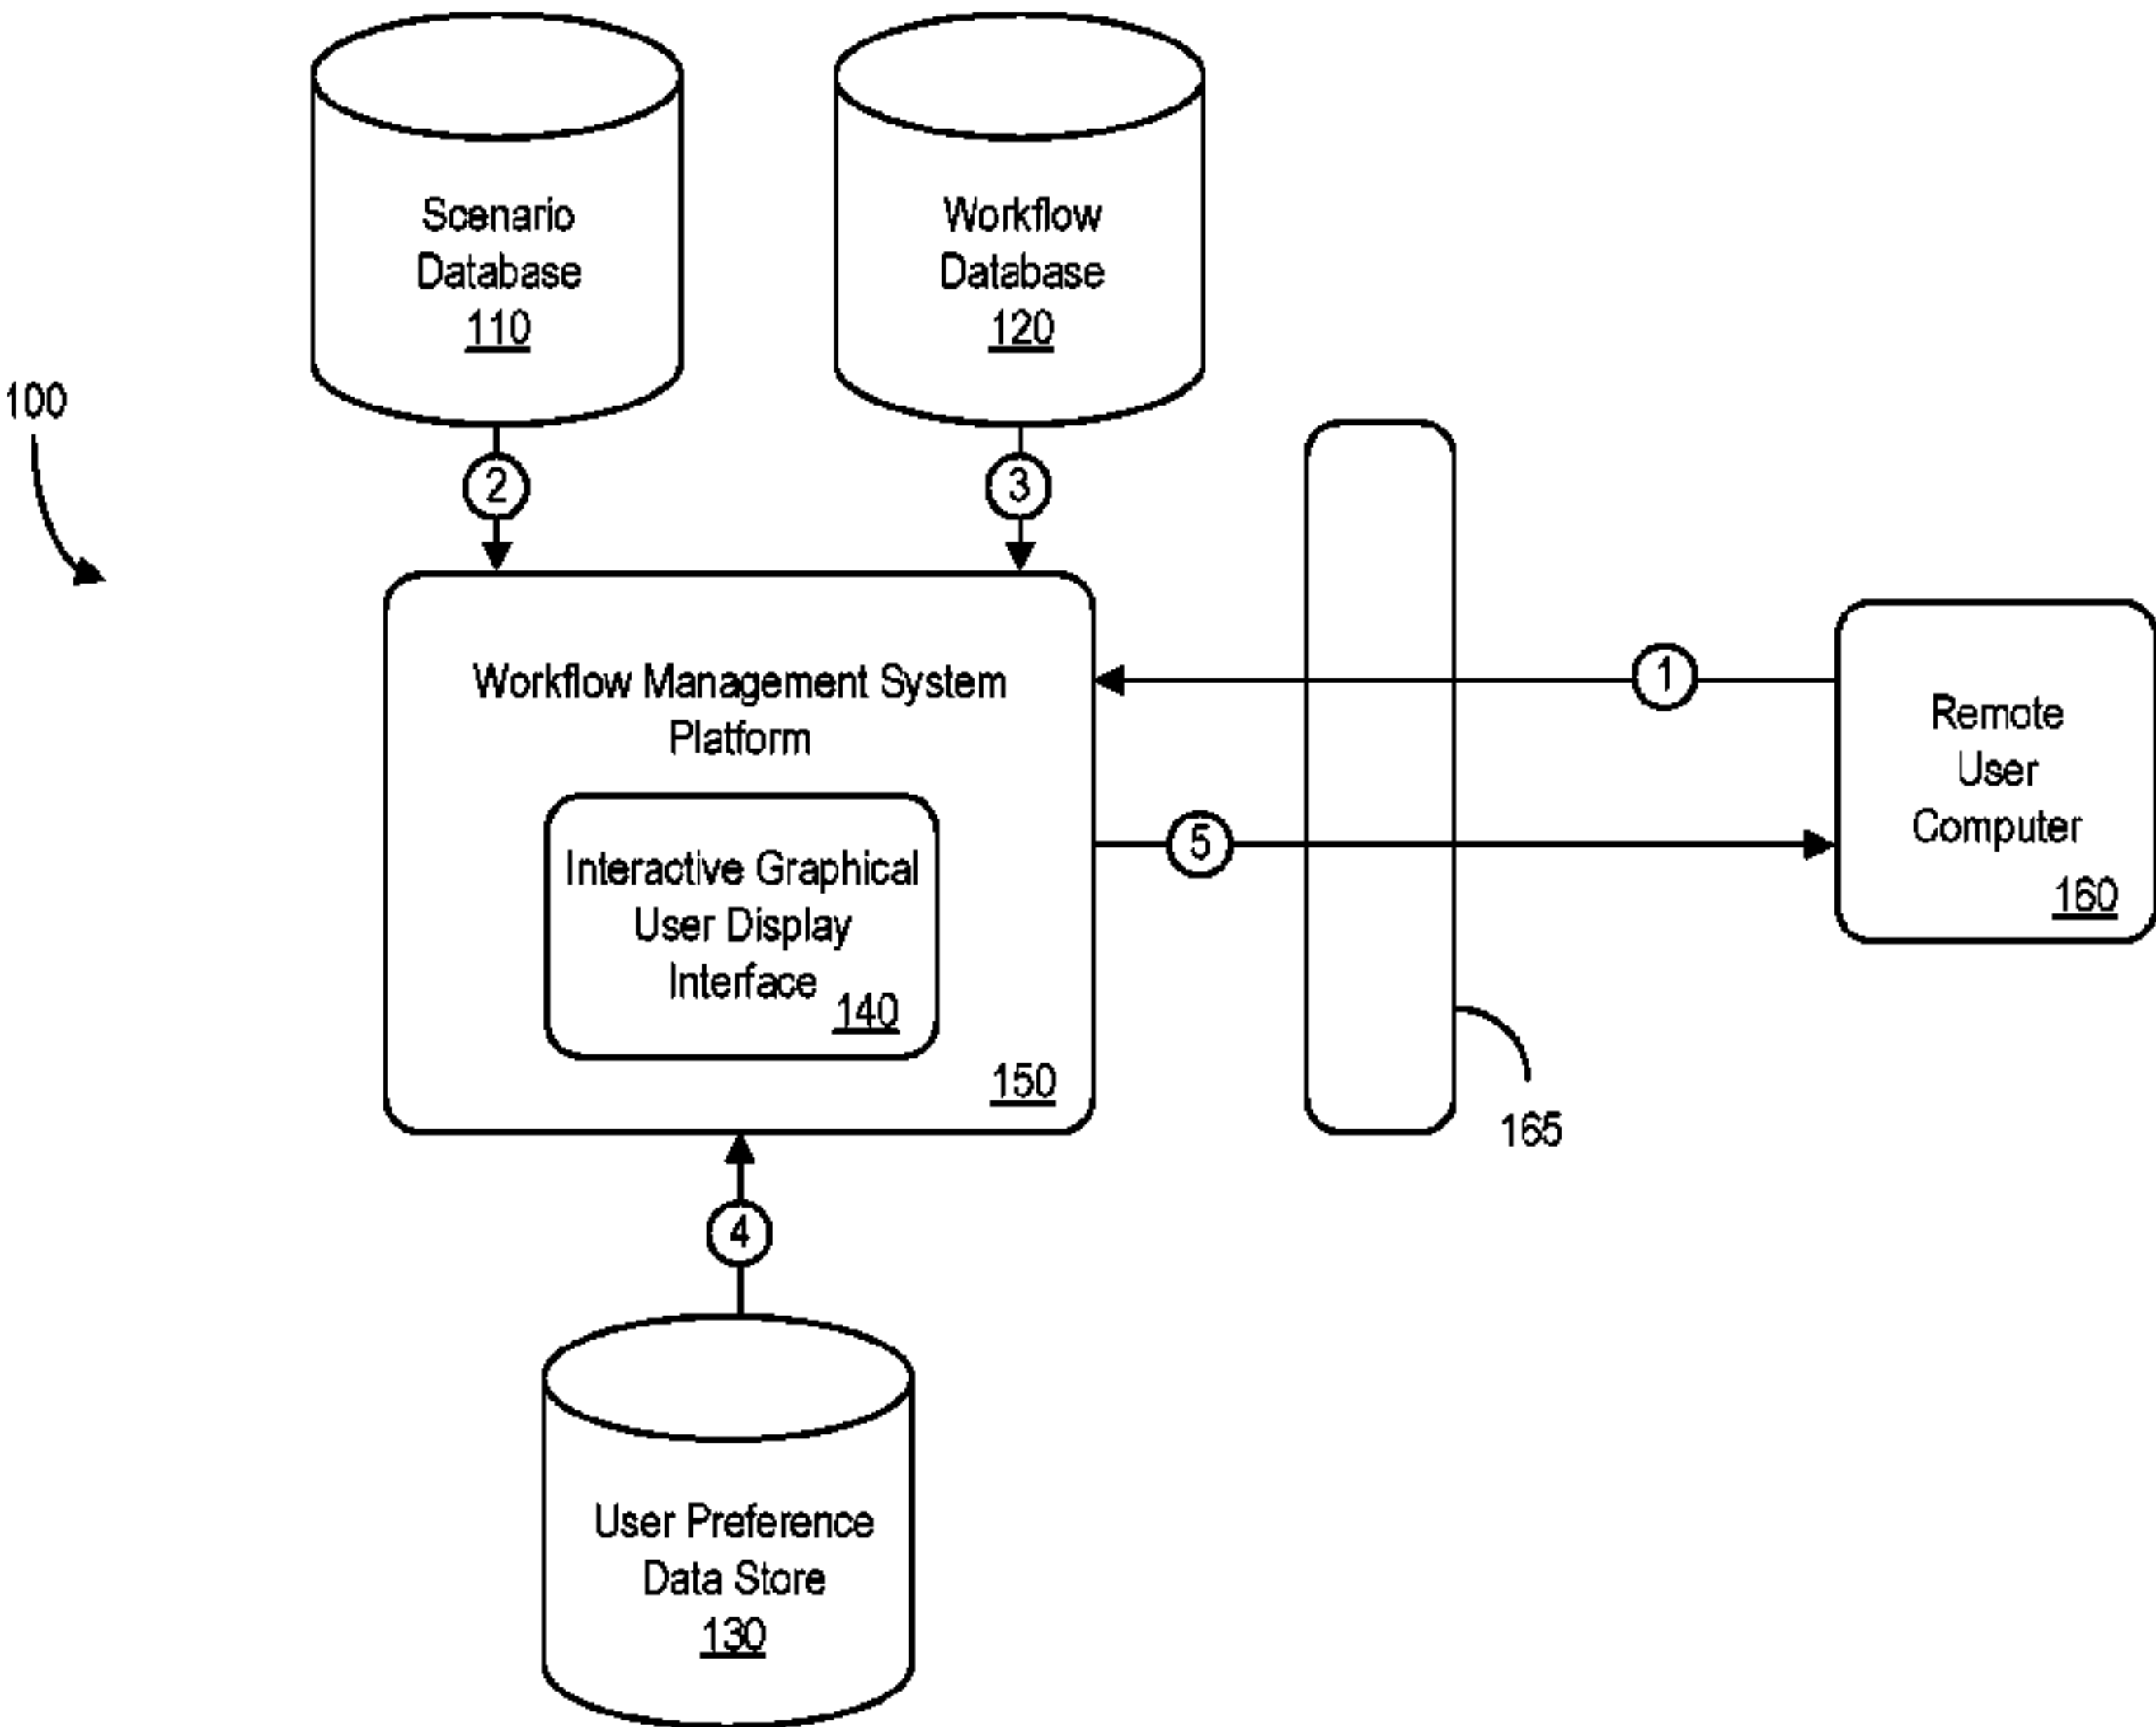 Scenario
Database
110
Workflow
Database
120
100
2
3
Workflow Management System
Platform
1
Remote
User
Computer
160
5
Interactive Graphical
User Display
Interface
140
150
165
4
User Preference
Data Store
130